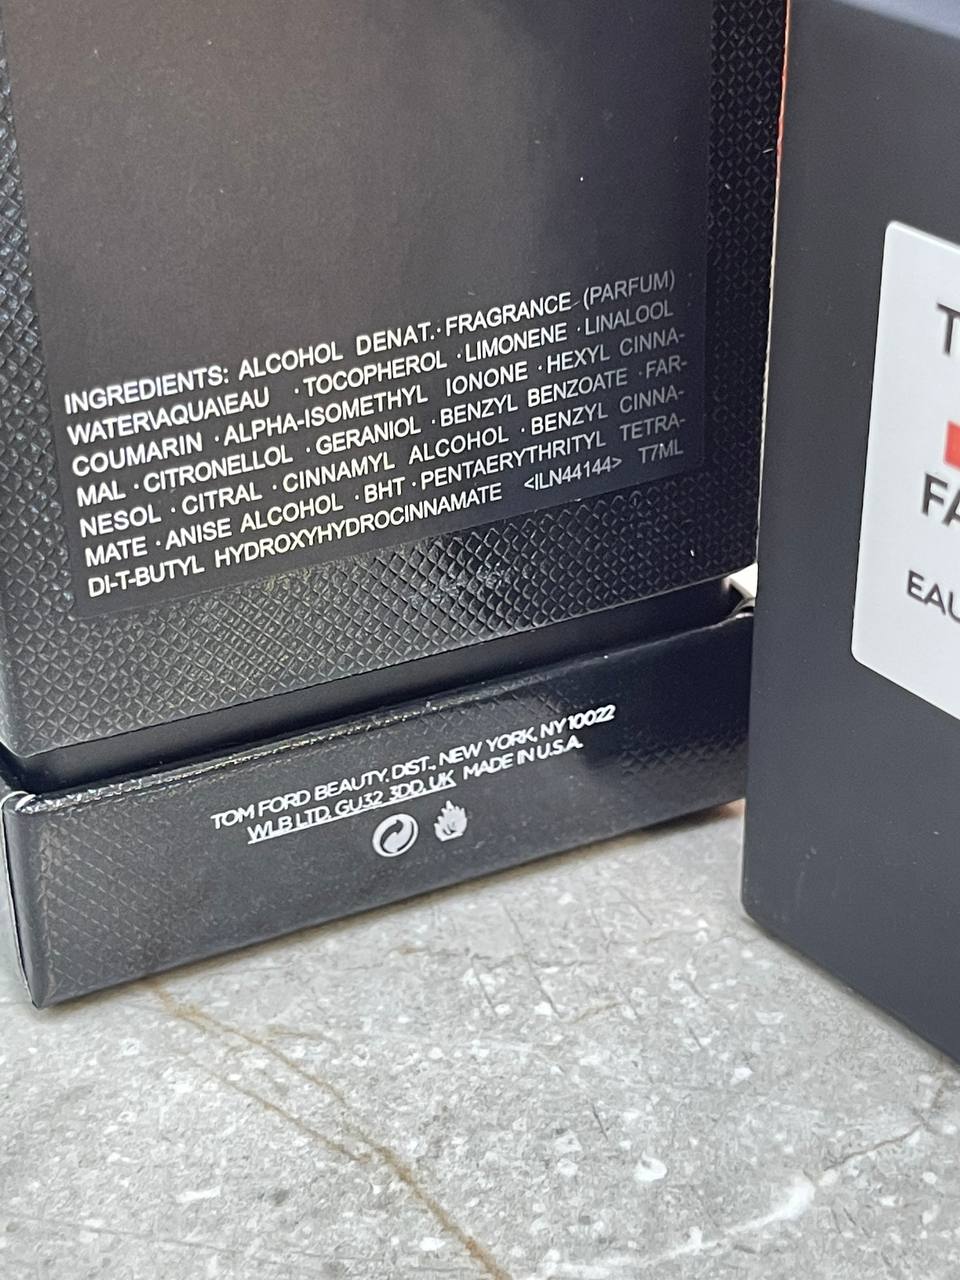 INGREDIENTS: ALCOHOL DENAT.· FRAGRANCE (PARFUM)
WATER\AQUA\EAU · TOCOPHEROL · LIMONENE · LINALOOL
COUMARIN · ALPHA-ISOMETHYL IONONE · HEXYL CINNA-
MAL · CITRONELLOL · GERANIOL · BENZYL BENZOATE · FAR-
NESOL · CITRAL · CINNAMYL ALCOHOL · BENZYL CINNA-
MATE · ANISE ALCOHOL · BHT · PENTAERYTHRITYL TETRA-
DI-T-BUTYL HYDROXYHYDROCINNAMATE <ILN44144> T7ML
TOM FORD BEAUTY, DIST., NEW YORK, NY 10022
WLB LTD, GU32 3DD, UK MADE IN U.S.A.
T
FA
EAU